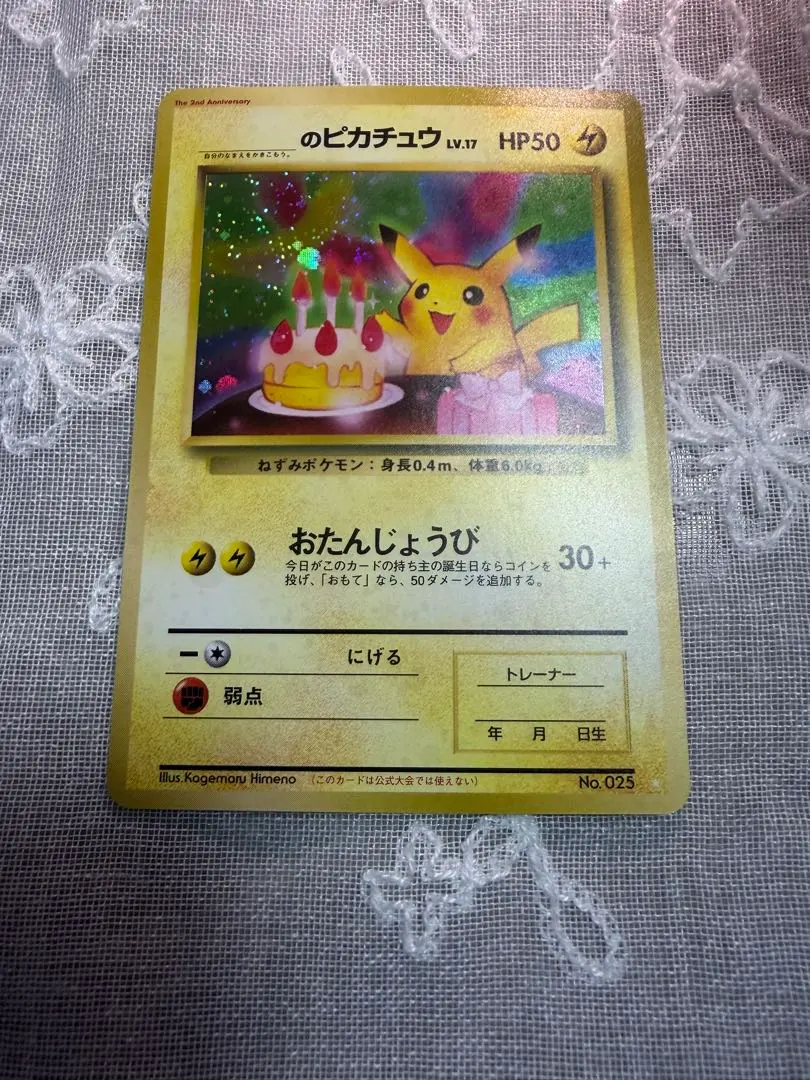 The 2nd Anniversary
のピカチュウ LV.17 HP50
自分のなまえをかきこもう。
ねずみポケモン：身長0.4m、体重6.0kg
おたんじょうび 30+
今日がこのカードの持ち主の誕生日ならコインを
投げ、「おもて」なら、50ダメージを追加する。
にげる
弱点
トレーナー
年 月 日生
Illus. Kagemaru Himeno （このカードは公式大会では使えない） No. 025